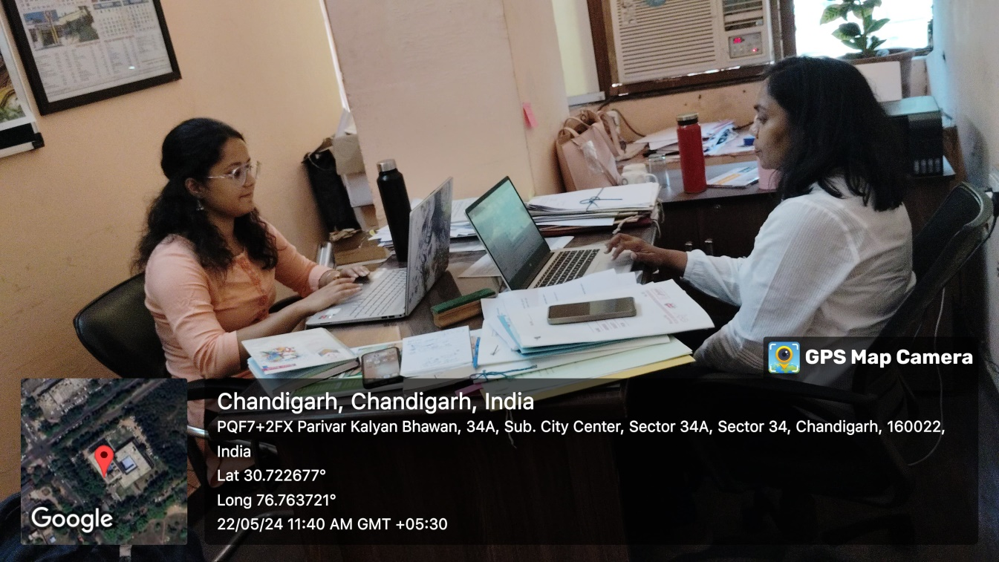 GPS Map Camera
Chandigarh, Chandigarh, India
PQF7+2FX Parivar Kalyan Bhawan, 34A, Sub. City Center, Sector 34A, Sector 34, Chandigarh, 160022,
India
Lat 30.722677°
Long 76.763721°
22/05/24 11:40 AM GMT +05:30
Google